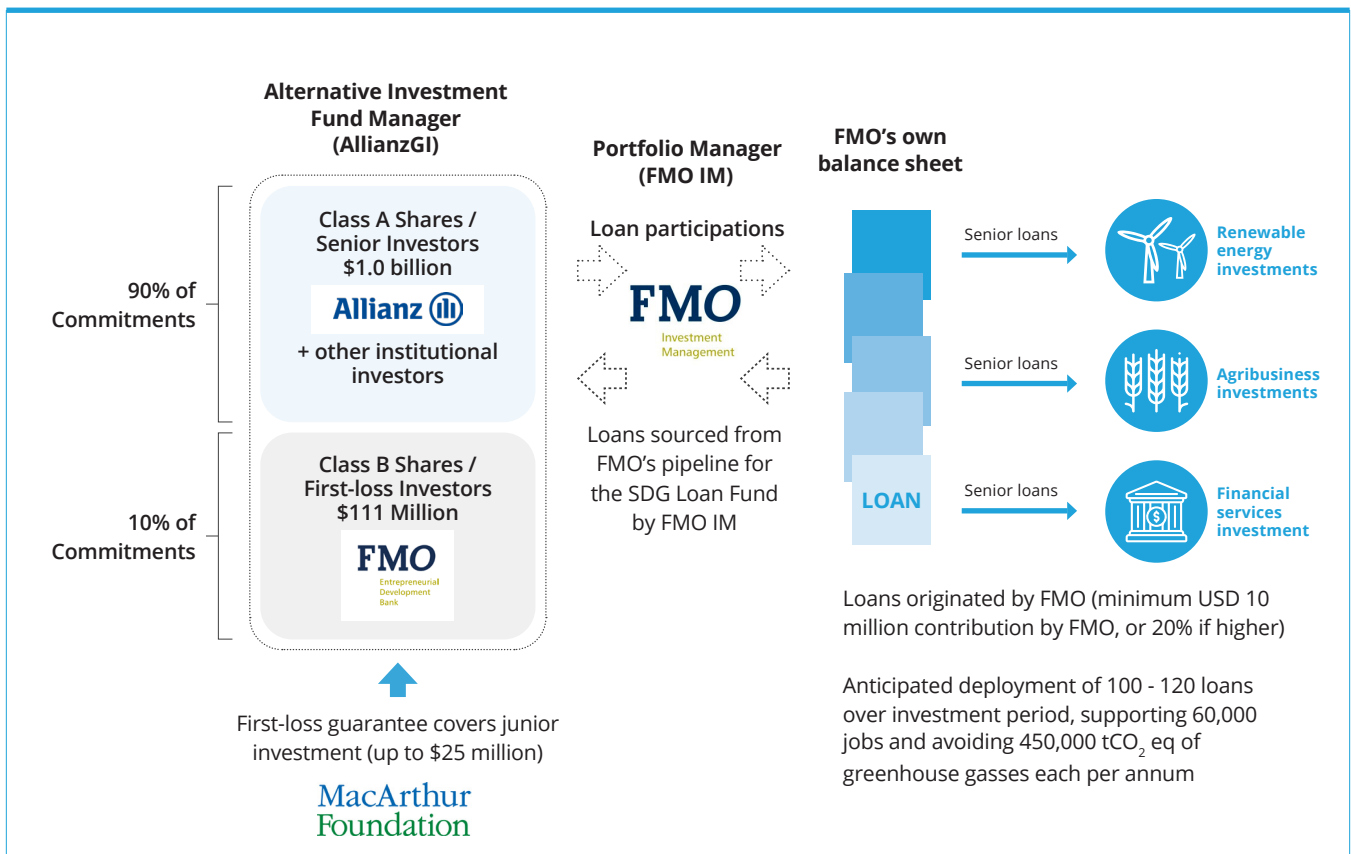 Alternative Investment
Fund Manager
(AllianzGI)
90% of
Commitments
Class A Shares /
Senior Investors
$1.0 billion
Allianz
+ other institutional
investors
10% of
Commitments
Class B Shares /
First-loss Investors
$111 Million
FMO
Entrepreneurial
Development
Bank
First-loss guarantee covers junior
investment (up to $25 million)
MacArthur
Foundation
Portfolio Manager
(FMO IM)
Loan participations
FMO
Investment
Management
Loans sourced from
FMO’s pipeline for
the SDG Loan Fund
by FMO IM
FMO’s own
balance sheet
LOAN
Senior loans
Renewable
energy
investments
Senior loans
Agribusiness
investments
Senior loans
$
Financial
services
investment
Loans originated by FMO (minimum USD 10
million contribution by FMO, or 20% if higher)
Anticipated deployment of 100 - 120 loans
over investment period, supporting 60,000
jobs and avoiding 450,000 tCO₂ eq of
greenhouse gasses each per annum